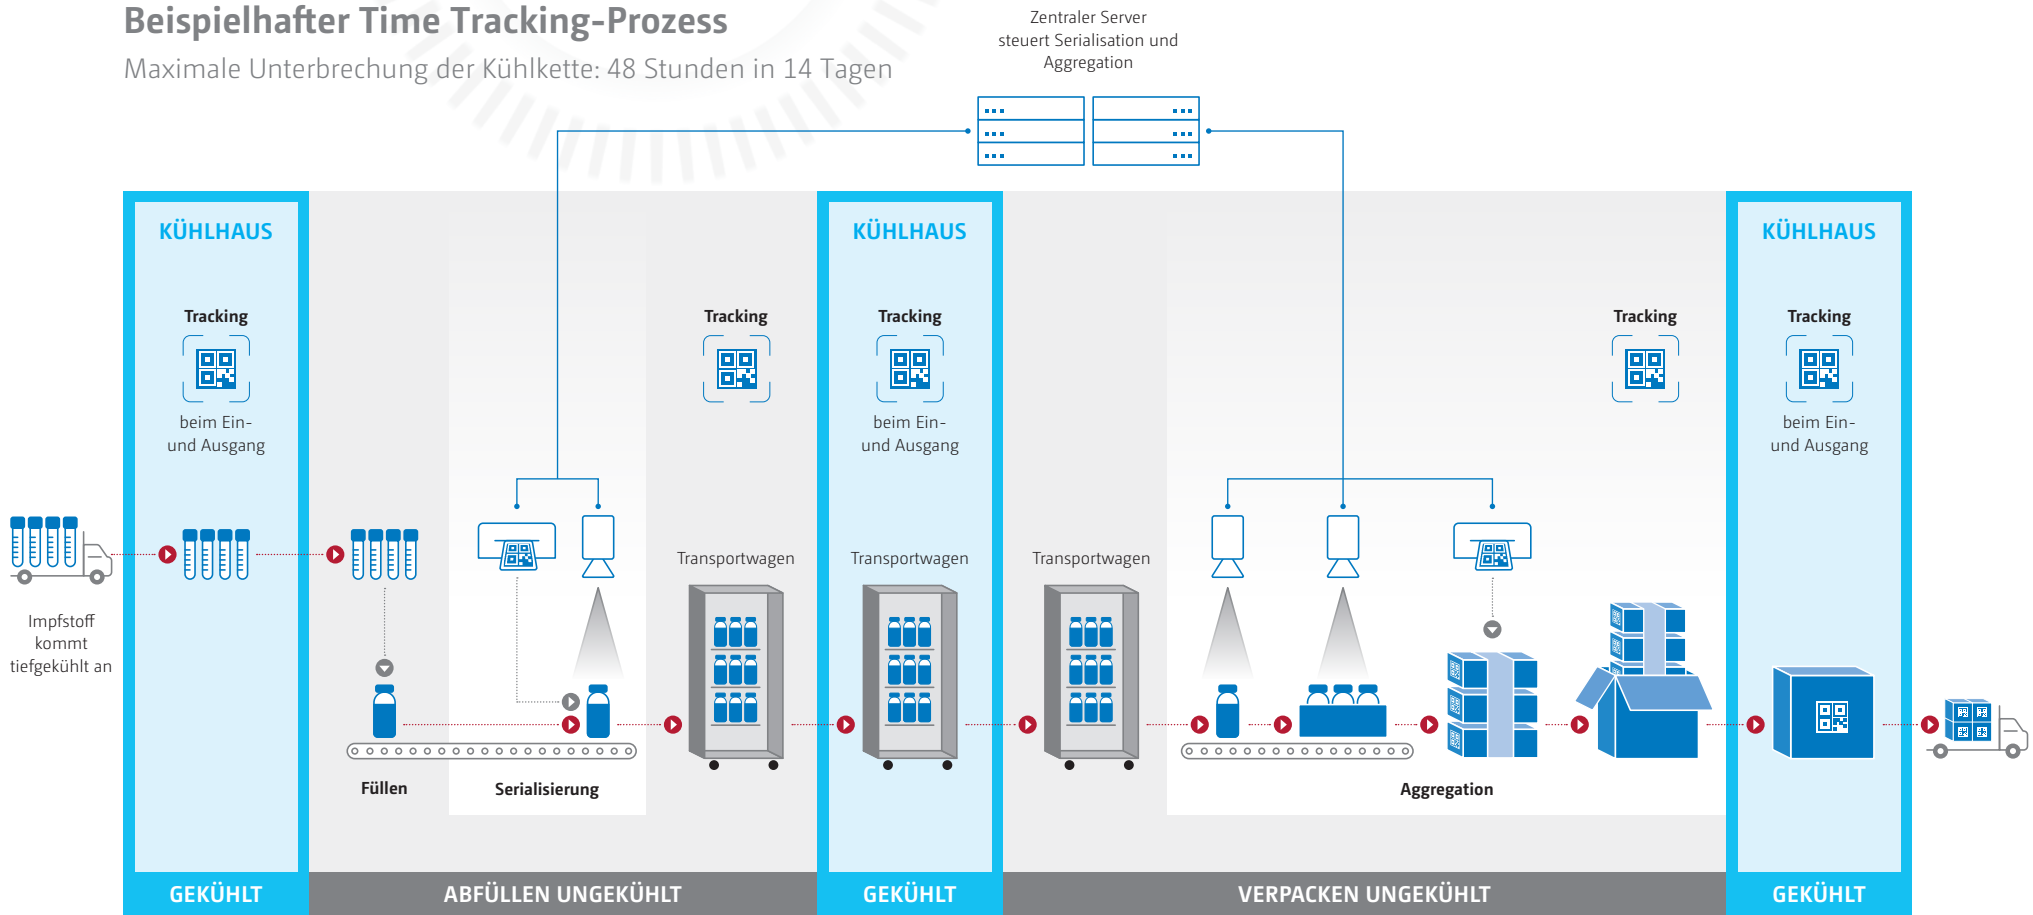 Beispielhafter Time Tracking-Prozess
Maximale Unterbrechung der Kühlkette: 48 Stunden in 14 Tagen
Zentraler Server
steuert Serialisation und
Aggregation
KÜHLHAUS
KÜHLHAUS
KÜHLHAUS
Tracking
Tracking
Tracking
Tracking
Tracking
beim Ein-
und Ausgang
beim Ein-
und Ausgang
beim Ein-
und Ausgang
Impfstoff
kommt
tiefgekühlt an
Transportwagen
Transportwagen
Transportwagen
Füllen
Serialisierung
Aggregation
GEKÜHLT
ABFÜLLEN UNGEKÜHLT
GEKÜHLT
VERPACKEN UNGEKÜHLT
GEKÜHLT